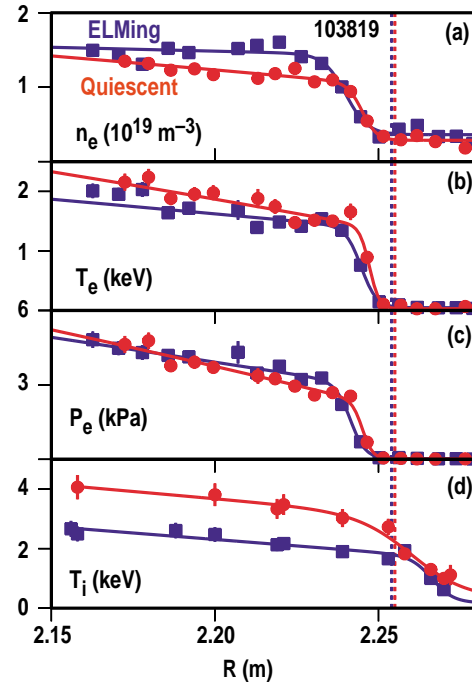 2
ELMing
103819
(a)
1
Quiescent
n_e (10^19 m^−3)
(b)
2
1
T_e (keV)
6
(c)
3
P_e (kPa)
(d)
4
2
T_i (keV)
0
2.15
2.20
2.25
R (m)